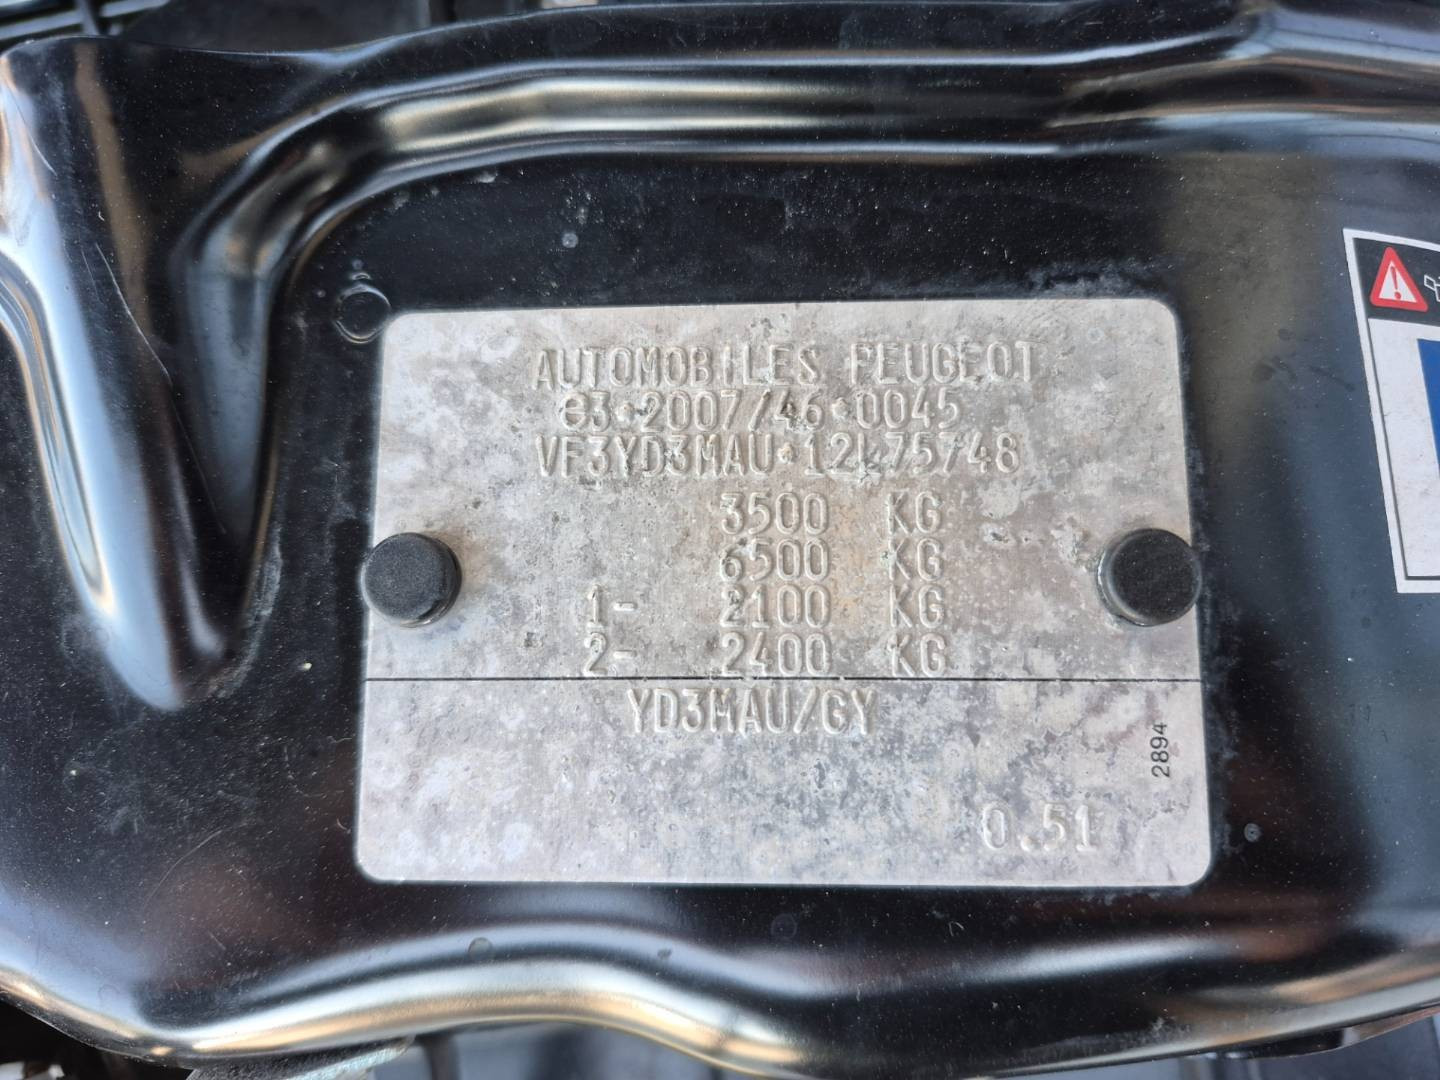 AUTOMOBILES PEUGEOT
e3*2007/46*0045
VF3YD3MAU*12L75748
3500 KG
6500 KG
1- 2100 KG
2- 2400 KG
YD3MAU/GY
2894
0.51